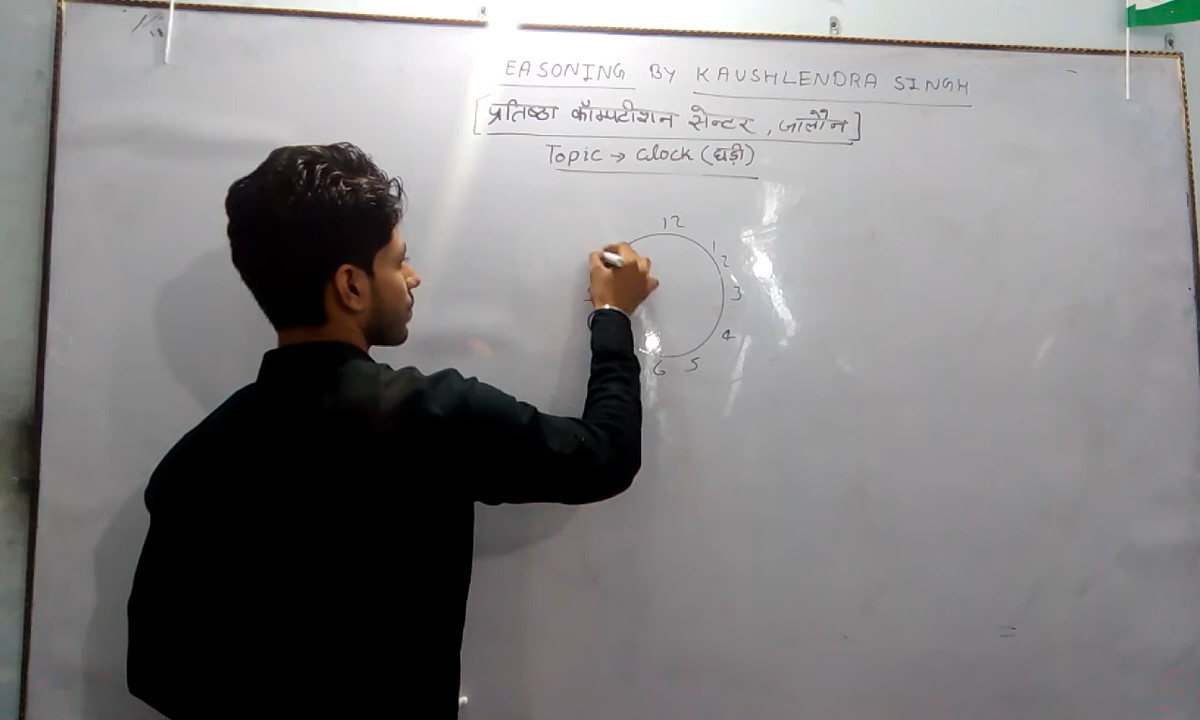 EASONING BY KAUSHLENDRA SINGH
[प्रतिष्ठा कॉम्पटीशन सेन्टर, जालौन]
Topic → Clock (घड़ी)
12
1
2
3
4
5
6